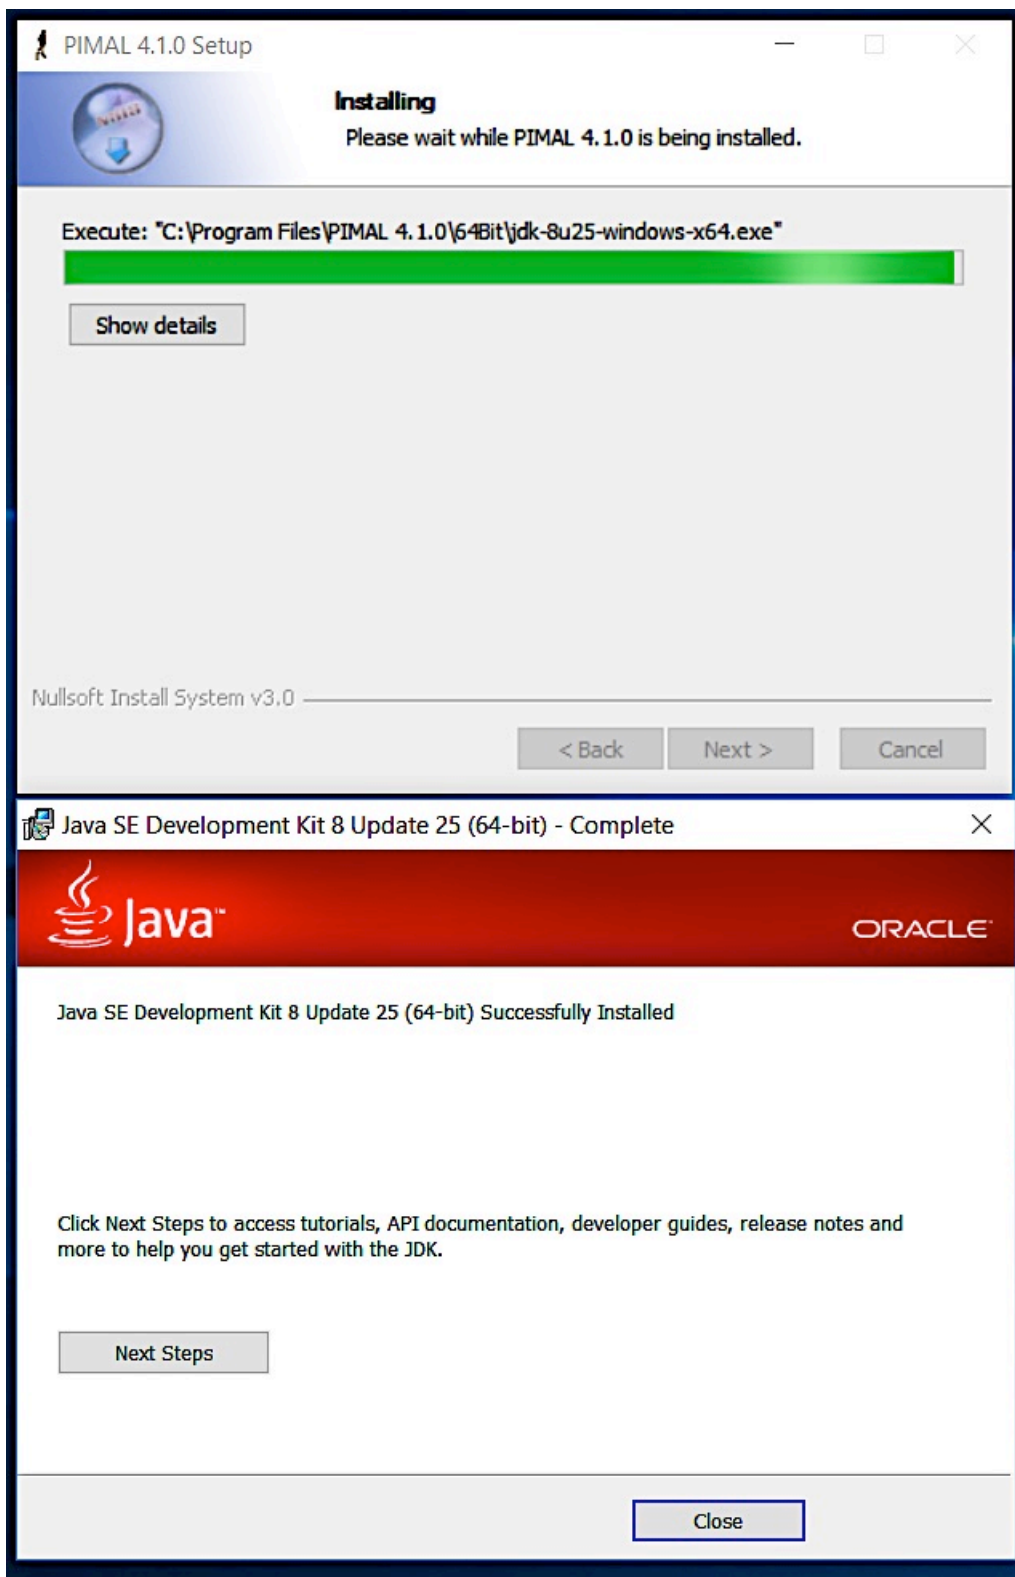 PIMAL 4.1.0 Setup
Installing
Please wait while PIMAL 4.1.0 is being installed.
Execute: "C:\Program Files\PIMAL 4.1.0\64Bit\jdk-8u25-windows-x64.exe"
Show details
Nullsoft Install System v3.0
< Back Next > Cancel
Java SE Development Kit 8 Update 25 (64-bit) - Complete
Java™
ORACLE
Java SE Development Kit 8 Update 25 (64-bit) Successfully Installed
Click Next Steps to access tutorials, API documentation, developer guides, release notes and
more to help you get started with the JDK.
Next Steps
Close